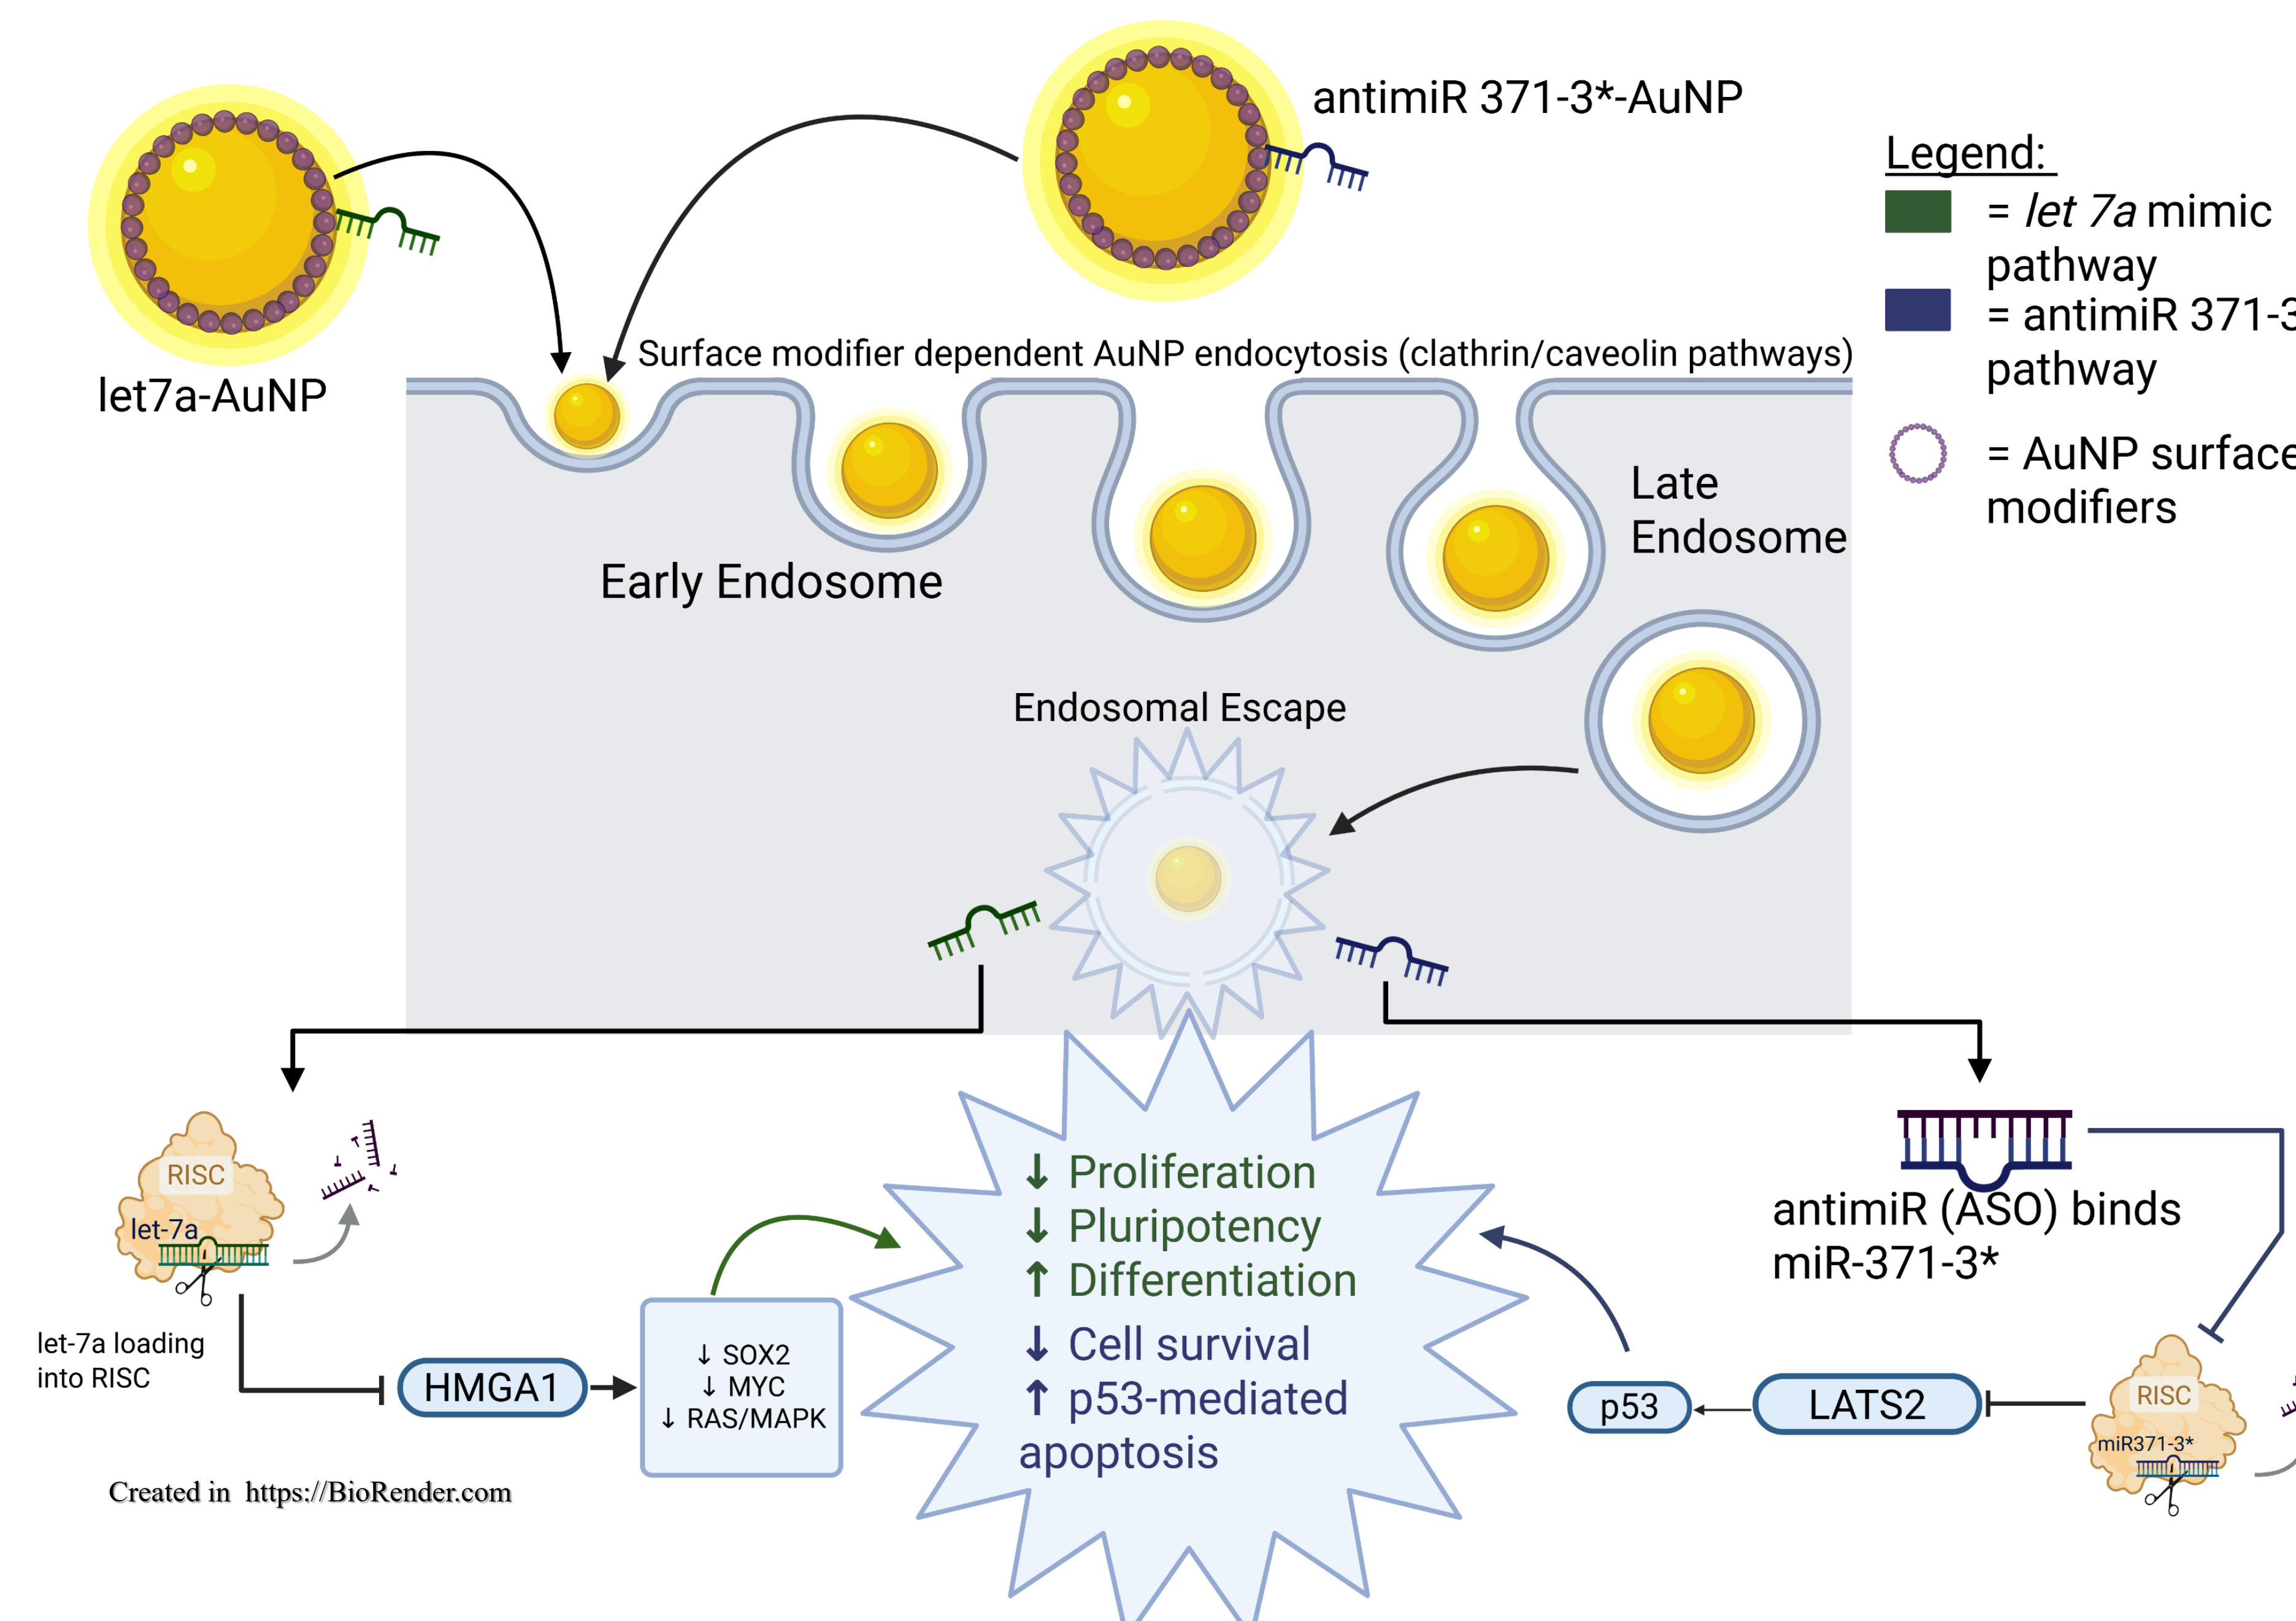 antimiR 371-3*-AuNP
let7a-AuNP
Legend:
= let 7a mimic
pathway
= antimiR 371-3
pathway
= AuNP surface
modifiers
Surface modifier dependent AuNP endocytosis (clathrin/caveolin pathways)
Early Endosome
Late
Endosome
Endosomal Escape
RISC
let-7a
let-7a loading
into RISC
HMGA1
↓ SOX2
↓ MYC
↓ RAS/MAPK
↓ Proliferation
↓ Pluripotency
↑ Differentiation
↓ Cell survival
↑ p53-mediated
apoptosis
antimiR (ASO) binds
miR-371-3*
p53
LATS2
RISC
miR371-3*
Created in https://BioRender.com